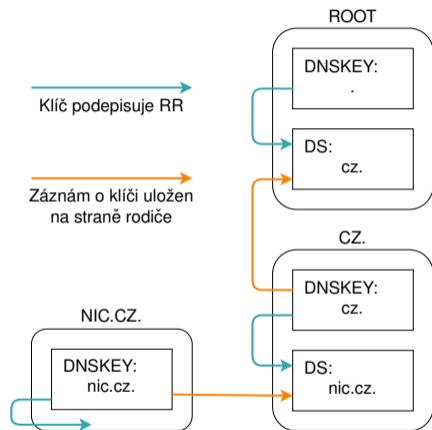 ROOT
DNSKEY:
.
Klíč podepisuje RR
DS:
cz.
Záznam o klíči uložen
na straně rodiče
CZ.
DNSKEY:
cz.
NIC.CZ.
DNSKEY:
nic.cz.
DS:
nic.cz.